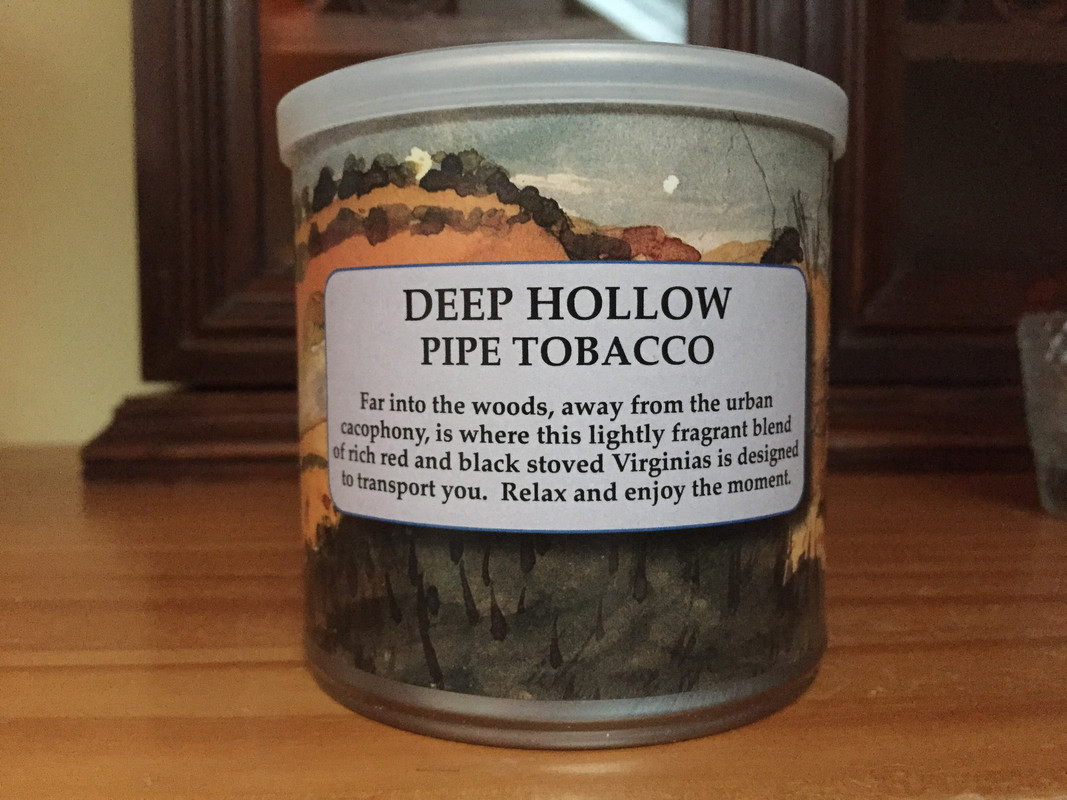 DEEP HOLLOW
PIPE TOBACCO
Far into the woods, away from the urban
cacophony, is where this lightly fragrant blend
of rich red and black stoved Virginias is designed
to transport you. Relax and enjoy the moment.